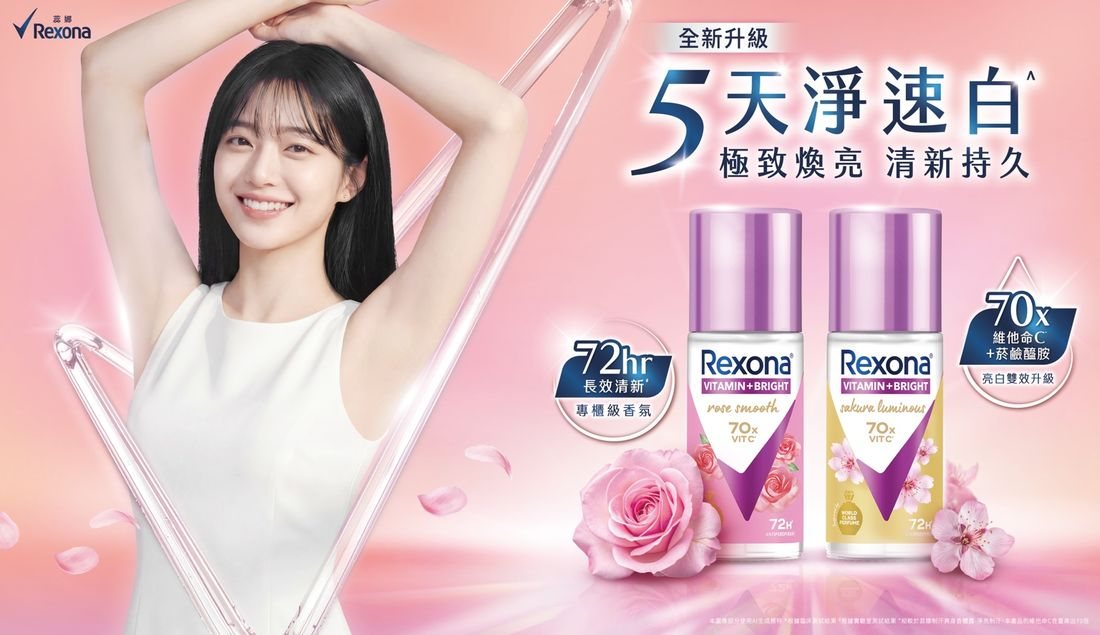 蕊娜
Rexona
全新升級
5天淨速白^
極致煥亮 清新持久
72hr
長效清新
專櫃級香氛
70x
維他命C
+菸鹼醯胺
亮白雙效升級
Rexona
VITAMIN+BRIGHT
rose smooth
70x
VIT C
72H
Rexona
VITAMIN+BRIGHT
sakura luminous
70x
VIT C
WORLD
CLASS
PERFUME
72H